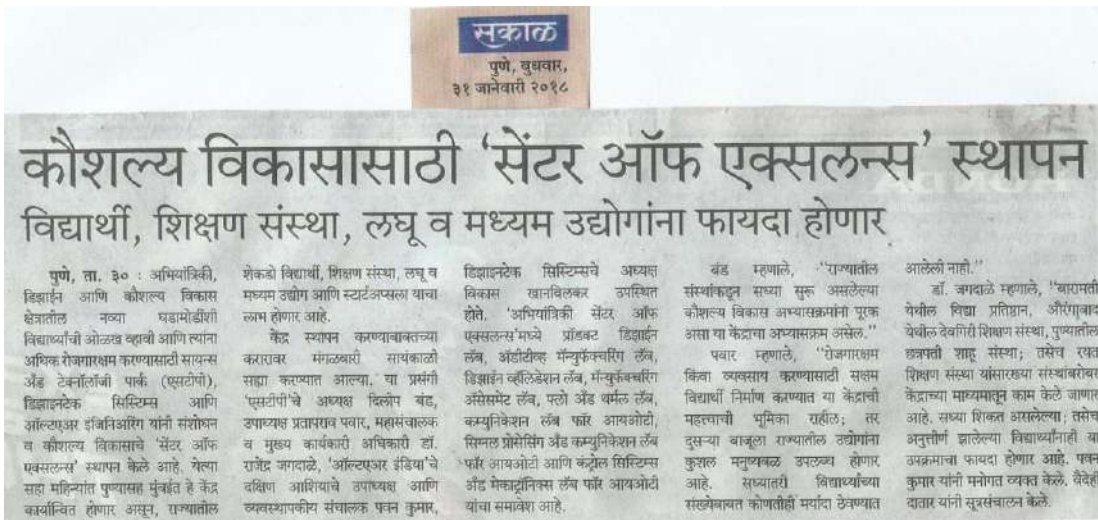 सकाळ
पुणे, बुधवार,
३१ जानेवारी २०१८
कौशल्य विकासासाठी ‘सेंटर ऑफ एक्सलन्स’ स्थापन
विद्यार्थी, शिक्षण संस्था, लघू व मध्यम उद्योगांना फायदा होणार
पुणे, ता. ३० : अभियांत्रिकी,
डिझाईन आणि कौशल्य विकास
क्षेत्रातील नव्या घडामोडींशी
विद्यार्थ्यांची ओळख व्हावी आणि त्यांना
अधिक रोजगारक्षम करण्यासाठी सायन्स
अँड टेक्नॉलॉजी पार्क (एसटीपी),
डिझाइनटेक सिस्टिम्स आणि
ऑल्टएअर इंजिनिअरिंग यांनी संशोधन
व कौशल्य विकासाचे ‘सेंटर ऑफ
एक्सलन्स’ स्थापन केले आहे. येत्या
सहा महिन्यांत पुण्यासह मुंबईत हे केंद्र
कार्यान्वित होणार असून, राज्यातील
शेकडो विद्यार्थी, शिक्षण संस्था, लघू व
मध्यम उद्योग आणि स्टार्टअप्सला याचा
लाभ होणार आहे.
केंद्र स्थापन करण्याबाबतच्या
करारावर मंगळवारी सायंकाळी
सह्या करण्यात आल्या. या प्रसंगी
‘एसटीपी’चे अध्यक्ष दिलीप बंड,
उपाध्यक्ष प्रतापराव पवार, महासंचालक
व मुख्य कार्यकारी अधिकारी डॉ.
राजेंद्र जगदाळे, ‘ऑल्टएअर इंडिया’चे
दक्षिण आशियाचे उपाध्यक्ष आणि
व्यवस्थापकीय संचालक पवन कुमार,
डिझाइनटेक सिस्टिम्सचे अध्यक्ष
विकास खानविलकर उपस्थित
होते. ‘अभियांत्रिकी सेंटर ऑफ
एक्सलन्स’मध्ये प्रॉडक्ट डिझाईन
लॅब, अॅडीटीव्ह मॅन्युफॅक्चरिंग लॅब,
डिझाईन व्हॅलिडेशन लॅब, मॅन्युफॅक्चरिंग
अॅसेसमेंट लॅब, फ्लो अँड थर्मल लॅब,
कम्युनिकेशन लॅब फॉर आयओटी,
सिग्नल प्रोसेसिंग अँड कम्युनिकेशन लॅब
फॉर आयओटी आणि कंट्रोल सिस्टिम्स
अँड मेकाट्रॉनिक्स लॅब फॉर आयओटी
यांचा समावेश आहे.
बंड म्हणाले, ‘‘राज्यातील
संस्थांकडून सध्या सुरू असलेल्या
कौशल्य विकास अभ्यासक्रमांना पूरक
असा या केंद्राचा अभ्यासक्रम असेल.’’
पवार म्हणाले, ‘‘रोजगारक्षम
किंवा व्यवसाय करण्यासाठी सक्षम
विद्यार्थी निर्माण करण्यात या केंद्राची
महत्त्वाची भूमिका राहील; तर
दुसऱ्या बाजूला राज्यातील उद्योगांना
कुशल मनुष्यबळ उपलब्ध होणार
आहे. सध्यातरी विद्यार्थ्यांच्या
संख्येबाबत कोणतीही मर्यादा ठेवण्यात
आलेली नाही.’’
डॉ. जगदाळे म्हणाले, ‘‘बारामती
येथील विद्या प्रतिष्ठान, औरंगाबाद
येथील देवगिरी शिक्षण संस्था, पुण्यातील
छत्रपती शाहू संस्था; तसेच रयत
शिक्षण संस्था यांसारख्या संस्थांबरोबर
केंद्राच्या माध्यमातून काम केले जाणार
आहे. सध्या शिकत असलेल्या; तसेच
अनुत्तीर्ण झालेल्या विद्यार्थ्यांनाही या
उपक्रमाचा फायदा होणार आहे. पवन
कुमार यांनी मनोगत व्यक्त केले. वैदेही
दातार यांनी सूत्रसंचालन केले.